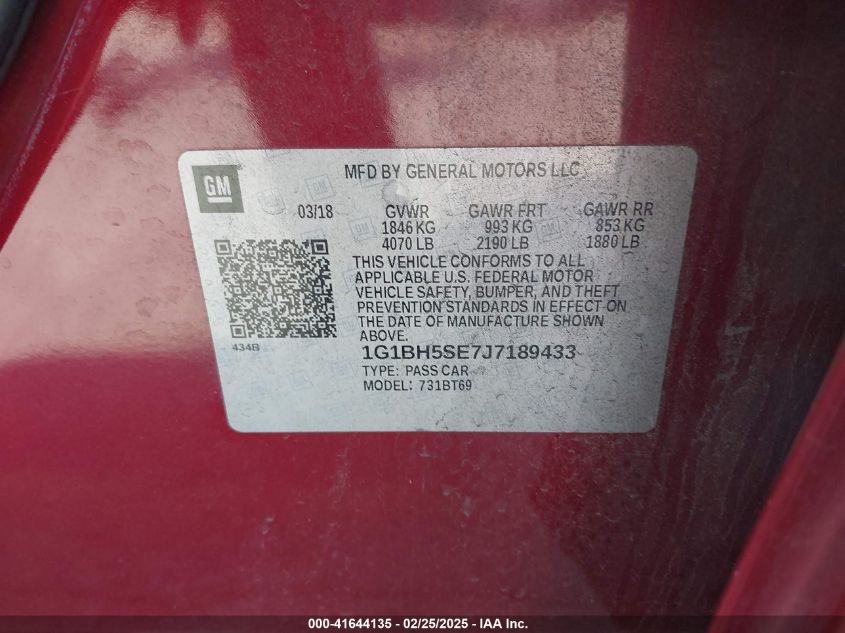 GM
MFD BY GENERAL MOTORS LLC
03/18 GVWR GAWR FRT GAWR RR
1846 KG 993 KG 853 KG
4070 LB 2190 LB 1880 LB
THIS VEHICLE CONFORMS TO ALL
APPLICABLE U.S. FEDERAL MOTOR
VEHICLE SAFETY, BUMPER, AND THEFT
PREVENTION STANDARDS IN EFFECT ON
THE DATE OF MANUFACTURE SHOWN
ABOVE.
434B
1G1BH5SE7J7189433
TYPE: PASS CAR
MODEL: 731BT69
000-41644135 - 02/25/2025 - IAA Inc.